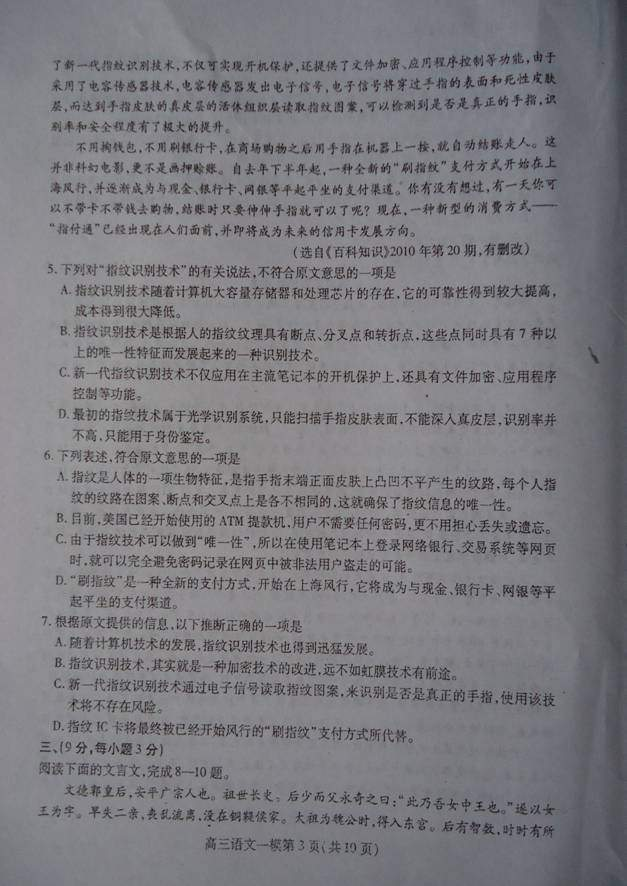 了新一代指纹识别技术,不仅可实现开机保护,还提供了文件加密、应用程序控制等功能,由于
采用了电容传感器技术,电容传感器发出电子信号,电子信号将穿过手指的表面和死性皮肤
层,而达到手指皮肤的真皮层的活体组织层读取指纹图案,可以检测到是否是真正的手指,识
别率和安全程度有了极大的提升。
不用掏钱包,不用刷银行卡,在商场购物之后用手指在机器上一按,就自动结账走人。这
并非科幻电影,更不是画押赊账。自去年下半年起,一种全新的“刷指纹”支付方式开始在上
海风行,并逐渐成为与现金、银行卡、网银等平起平坐的支付渠道。你有没有想过,有一天你可
以不带卡不带钱去购物,结账时只要伸伸手指就可以了呢?现在,一种新型的消费方式——
“指付通”已经出现在人们面前,并即将成为未来的信用卡发展方向。
(选自《百科知识》2010年第20期,有删改)
5.下列对“指纹识别技术”的有关说法,不符合原文意思的一项是
A.指纹识别技术随着计算机大容量存储器和处理芯片的存在,它的可靠性得到较大提高,
成本得到很大降低。
B.指纹识别技术是根据人的指纹纹理具有断点、分叉点和转折点,这些点同时具有7种以
上的唯一性特征而发展起来的一种识别技术。
C.新一代指纹识别技术不仅应用在主流笔记本的开机保护上,还具有文件加密、应用程序
控制等功能。
D.最初的指纹技术属于光学识别系统,只能扫描手指皮肤表面,不能深入真皮层,识别率并
不高,只能用于身份鉴定。
6.下列表述,符合原文意思的一项是
A.指纹是人体的一项生物特征,是指手指末端正面皮肤上凸凹不平产生的纹路,每个人指
纹的纹路在图案、断点和交叉点上是各不相同的,这就确保了指纹信息的唯一性。
B.目前,美国已经开始使用的ATM提款机,用户不需要任何密码,更不用担心丢失或遗忘。
C.由于指纹技术可以做到“唯一性”,所以在使用笔记本上登录网络银行、交易系统等网页
时,就可以完全避免密码记录在网页中被非法用户盗走的可能。
D.“刷指纹”是一种全新的支付方式,开始在上海风行,它将成为与现金、银行卡、网银等平
起平坐的支付渠道。
7.根据原文提供的信息,以下推断正确的一项是
A.随着计算机技术的发展,指纹识别技术也得到迅猛发展。
B.指纹识别技术,其实就是一种加密技术的改进,远不如虹膜技术有前途。
C.新一代指纹识别技术通过电子信号读取指纹图案,来识别是否是真正的手指,使用该技
术将不存在风险。
D.指纹IC卡将最终被已经开始风行的“刷指纹”支付方式所代替。
三、(9分,每小题3分)
阅读下面的文言文,完成8—10题。
文德郭皇后,安平广宗人也。祖世长吏。后少而父永奇之曰:“此乃吾女中王也。”遂以女
王为字。早失二亲,丧乱流离,没在铜鞮侯家。太祖为魏公时,得入东宫。后有智数,时时有所
高三语文一模第3页(共10页)